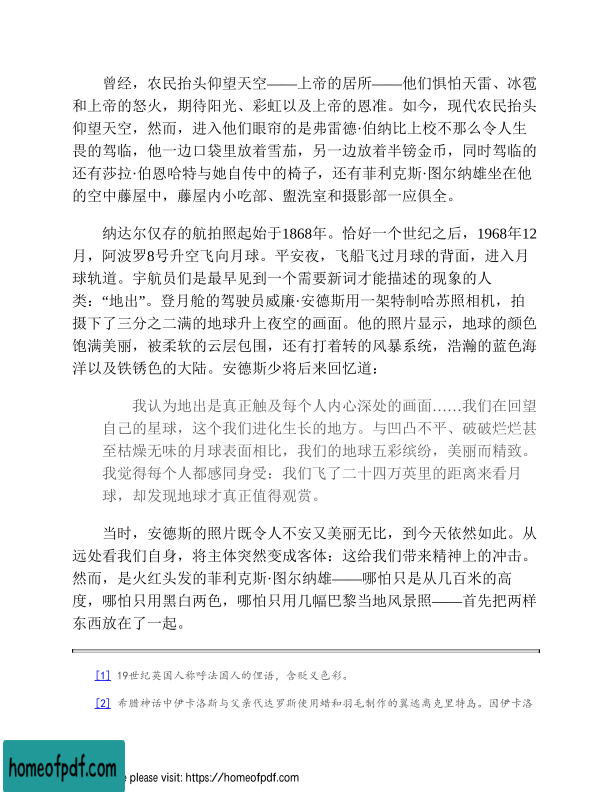 曾经，农民抬头仰望天空——上帝的居所——他们惧怕天雷、冰雹
和上帝的怒火，期待阳光、彩虹以及上帝的恩准。如今，现代农民抬头
仰望天空，然而，进入他们眼帘的是弗雷德·伯纳比上校不那么令人生
畏的驾临，他一边口袋里放着雪茄，另一边放着半镑金币，同时驾临的
还有莎拉·伯恩哈特与她自传中的椅子，还有菲利克斯·图尔纳雄坐在他
的空中藤屋中，藤屋内小吃部、盥洗室和摄影部一应俱全。
纳达尔仅存的航拍照起始于1868年。恰好一个世纪之后，1968年12
月，阿波罗8号升空飞向月球。平安夜，飞船飞过月球的背面，进入月
球轨道。宇航员们是最早见到一个需要新词才能描述的现象的人
类：“地出”。登月舱的驾驶员威廉·安德斯用一架特制哈苏照相机，拍
摄下了三分之二满的地球升上夜空的画面。他的照片显示，地球的颜色
饱满美丽，被柔软的云层包围，还有打着转的风暴系统，浩瀚的蓝色海
洋以及铁锈色的大陆。安德斯少将后来回忆道：
我认为地出是真正触及每个人内心深处的画面……我们在回望
自己的星球，这个我们进化生长的地方。与凹凸不平、破破烂烂甚
至枯燥无味的月球表面相比，我们的地球五彩缤纷，美丽而精致。
我觉得每个人都感同身受：我们飞了二十四万英里的距离来看月
球，却发现地球才真正值得观赏。
当时，安德斯的照片既令人不安又美丽无比，到今天依然如此。从
远处看我们自身，将主体突然变成客体：这给我们带来精神上的冲击。
然而，是火红头发的菲利克斯·图尔纳雄——哪怕只是从几百米的高
度，哪怕只用黑白两色，哪怕只用几幅巴黎当地风景照——首先把两样
东西放在了一起。
[1] 19世纪英国人称呼法国人的俚语，含贬义色彩。
[2] 希腊神话中伊卡洛斯与父亲代达罗斯使用蜡和羽毛制作的翼逃离克里特岛。因伊卡洛
homeofpdf.com
e please visit: https://homeofpdf.com